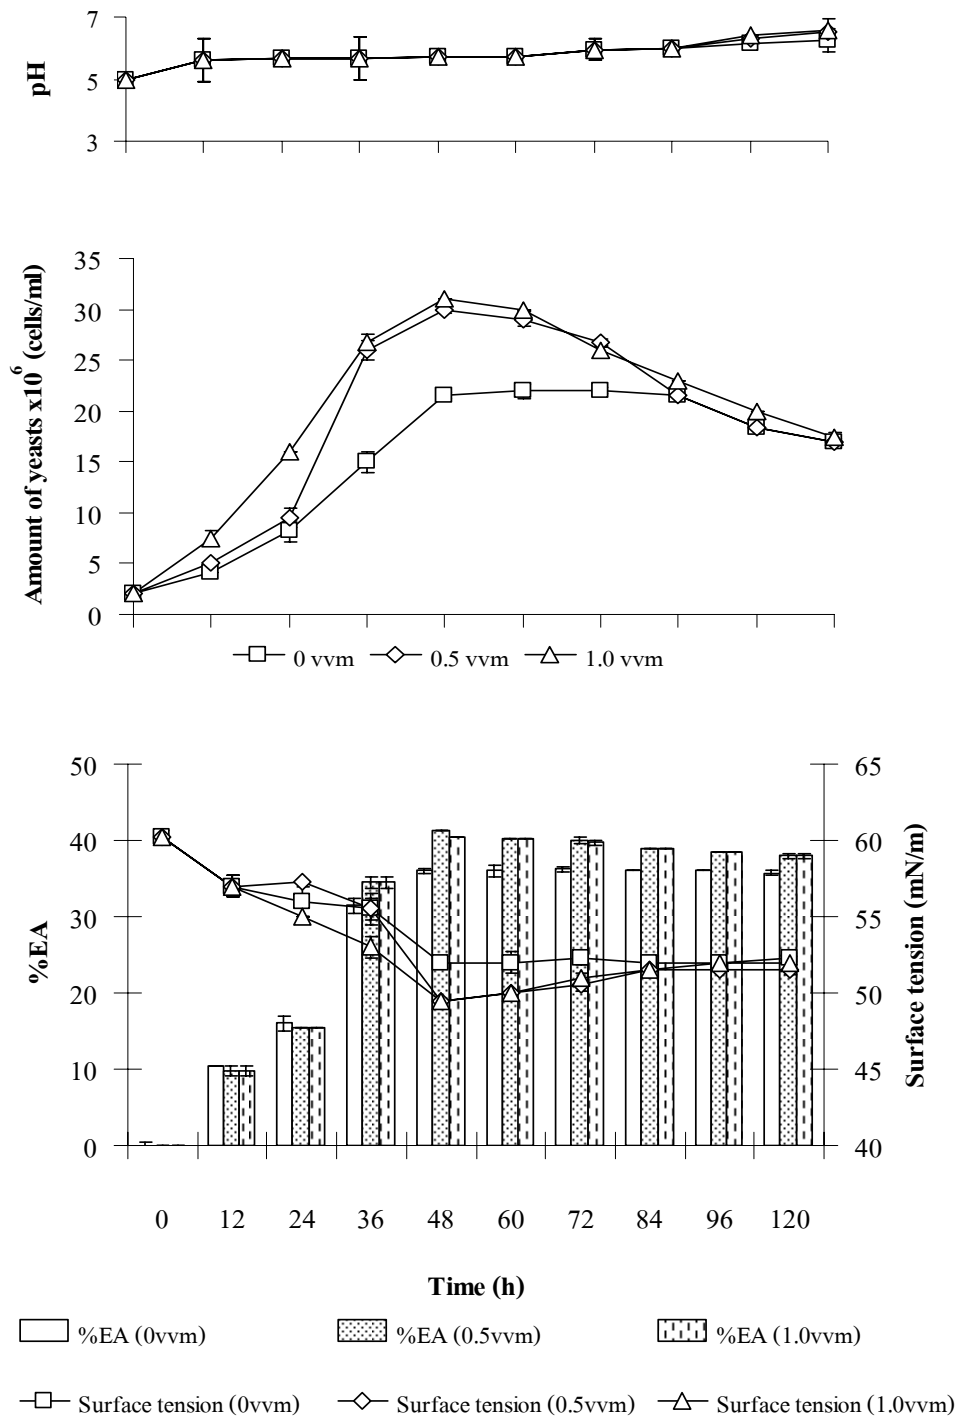 7
5
3
pH
35
30
25
20
15
10
5
0
Amount of yeasts x10⁶ (cells/ml)
0 vvm 0.5 vvm 1.0 vvm
50 65
40 60
30 55
20 50
10 45
0 40
%EA
Surface tension (mN/m)
0 12 24 36 48 60 72 84 96 120
Time (h)
%EA (0vvm) %EA (0.5vvm) %EA (1.0vvm)
Surface tension (0vvm) Surface tension (0.5vvm) Surface tension (1.0vvm)